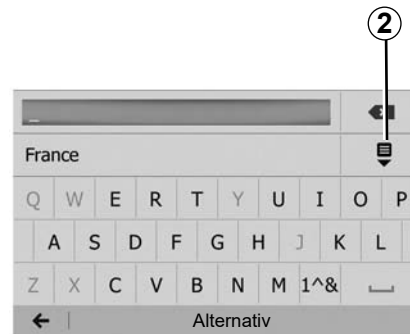 2
_
France
Q W E R T Y U I O P
A S D F G H J K L
Z X C V B N M 1^&
Alternativ